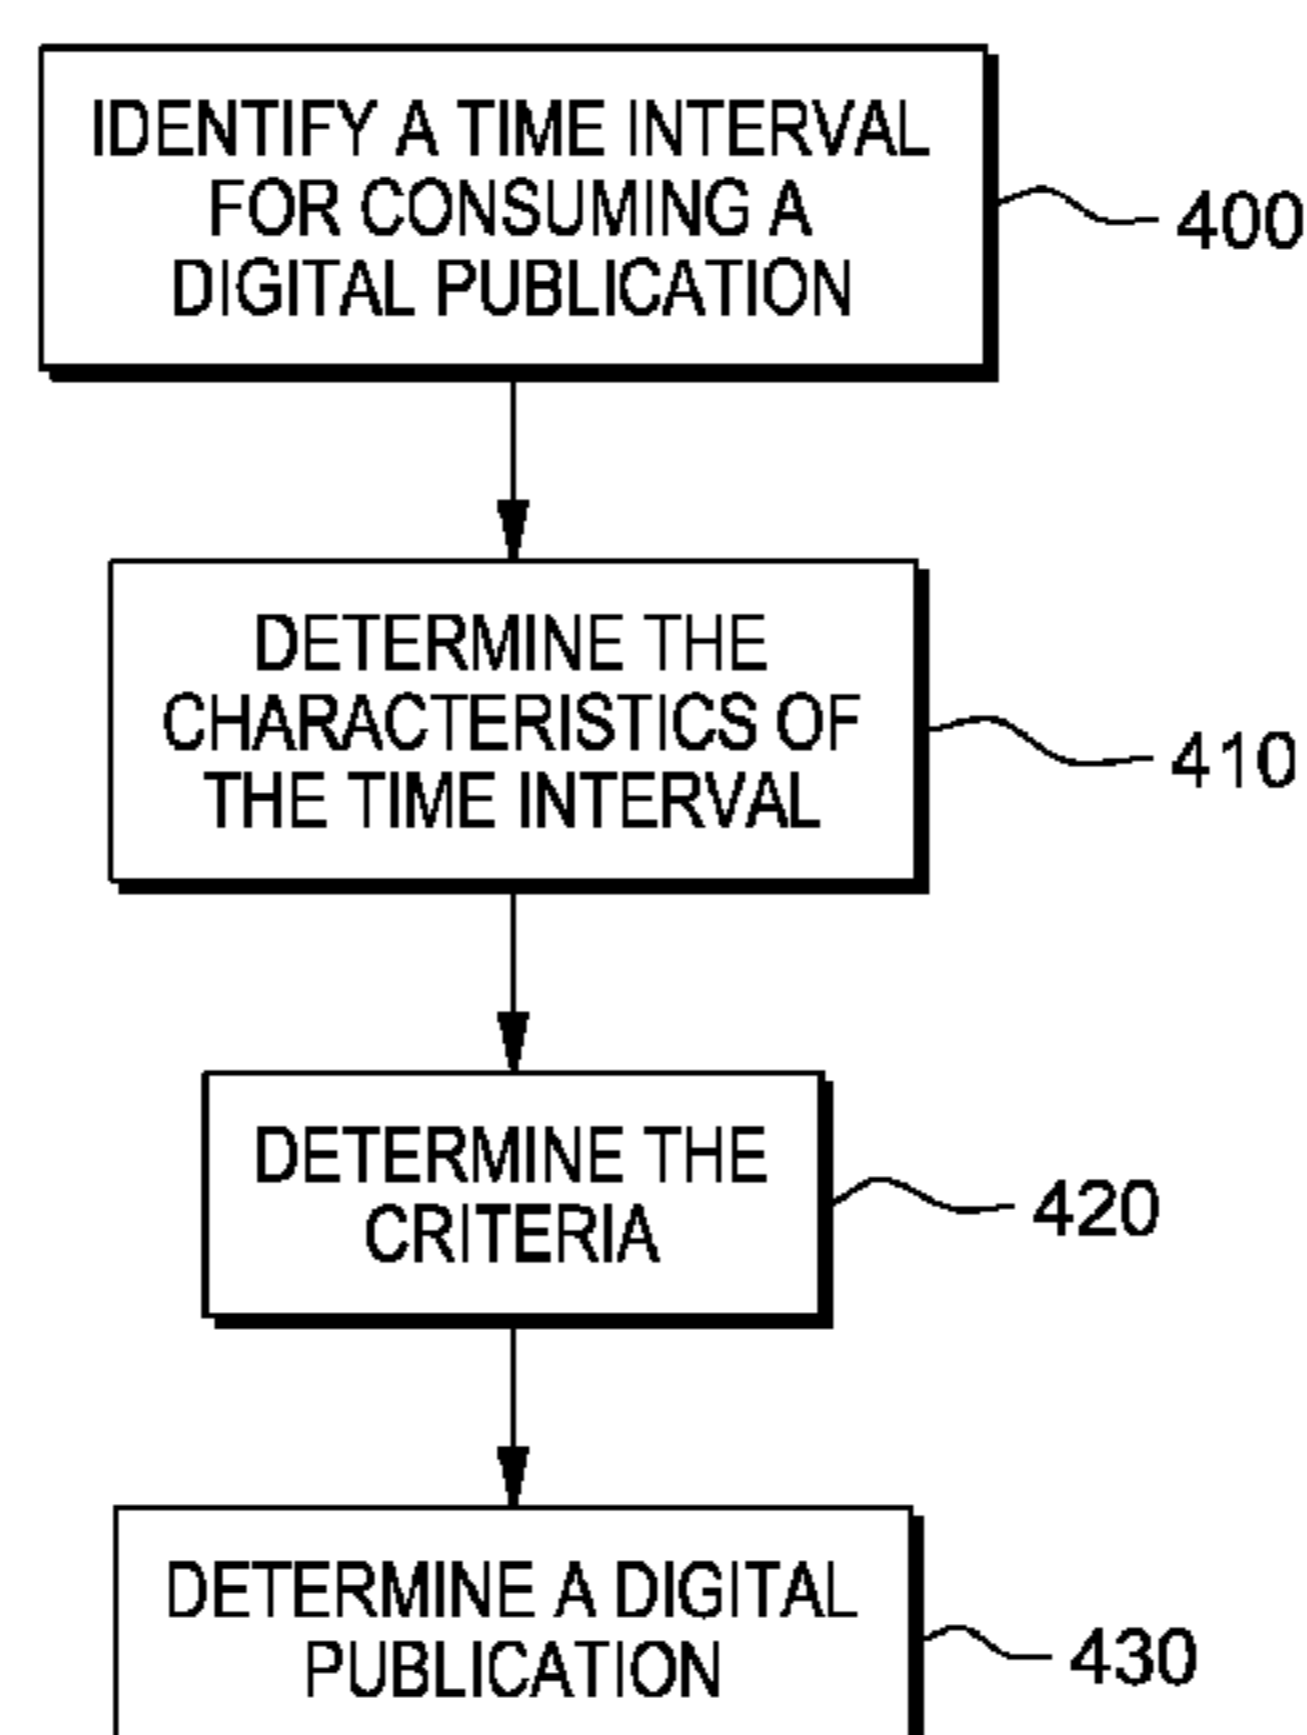 IDENTIFY A TIME INTERVAL
FOR CONSUMING A
DIGITAL PUBLICATION
400
DETERMINE THE
CHARACTERISTICS OF
THE TIME INTERVAL
410
DETERMINE THE
CRITERIA
420
DETERMINE A DIGITAL
PUBLICATION
430